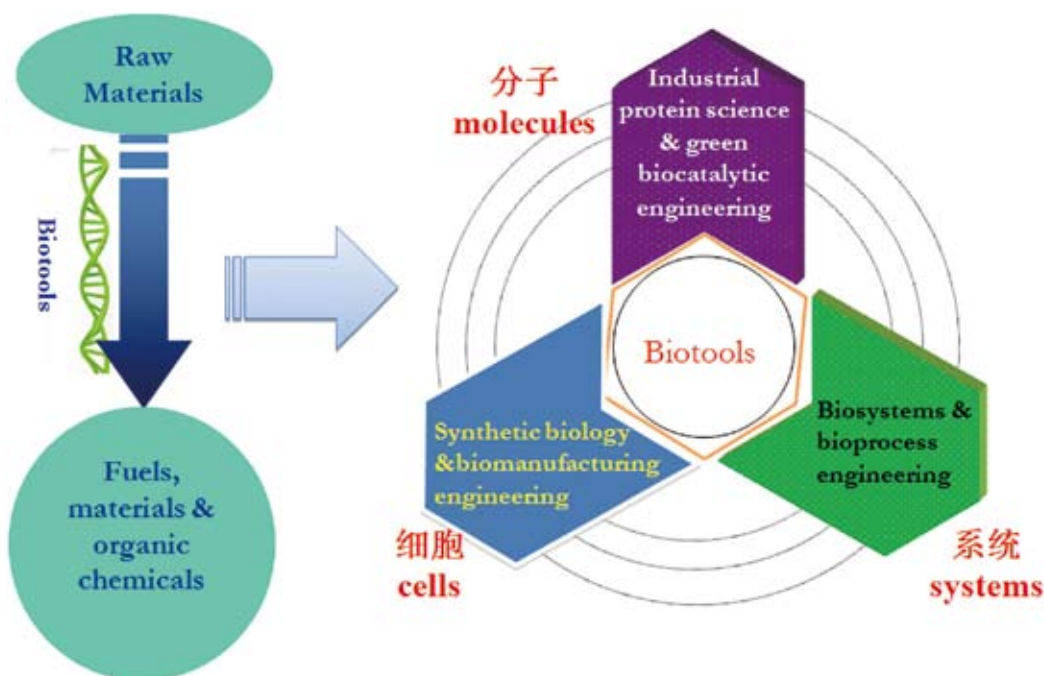 Raw
Materials
Biotools
Fuels,
materials &
organic
chemicals
分子
molecules
Industrial
protein science
& green
biocatalytic
engineering
Biotools
Synthetic biology
&biomanufacturing
engineering
Biosystems &
bioprocess
engineering
细胞
cells
系统
systems